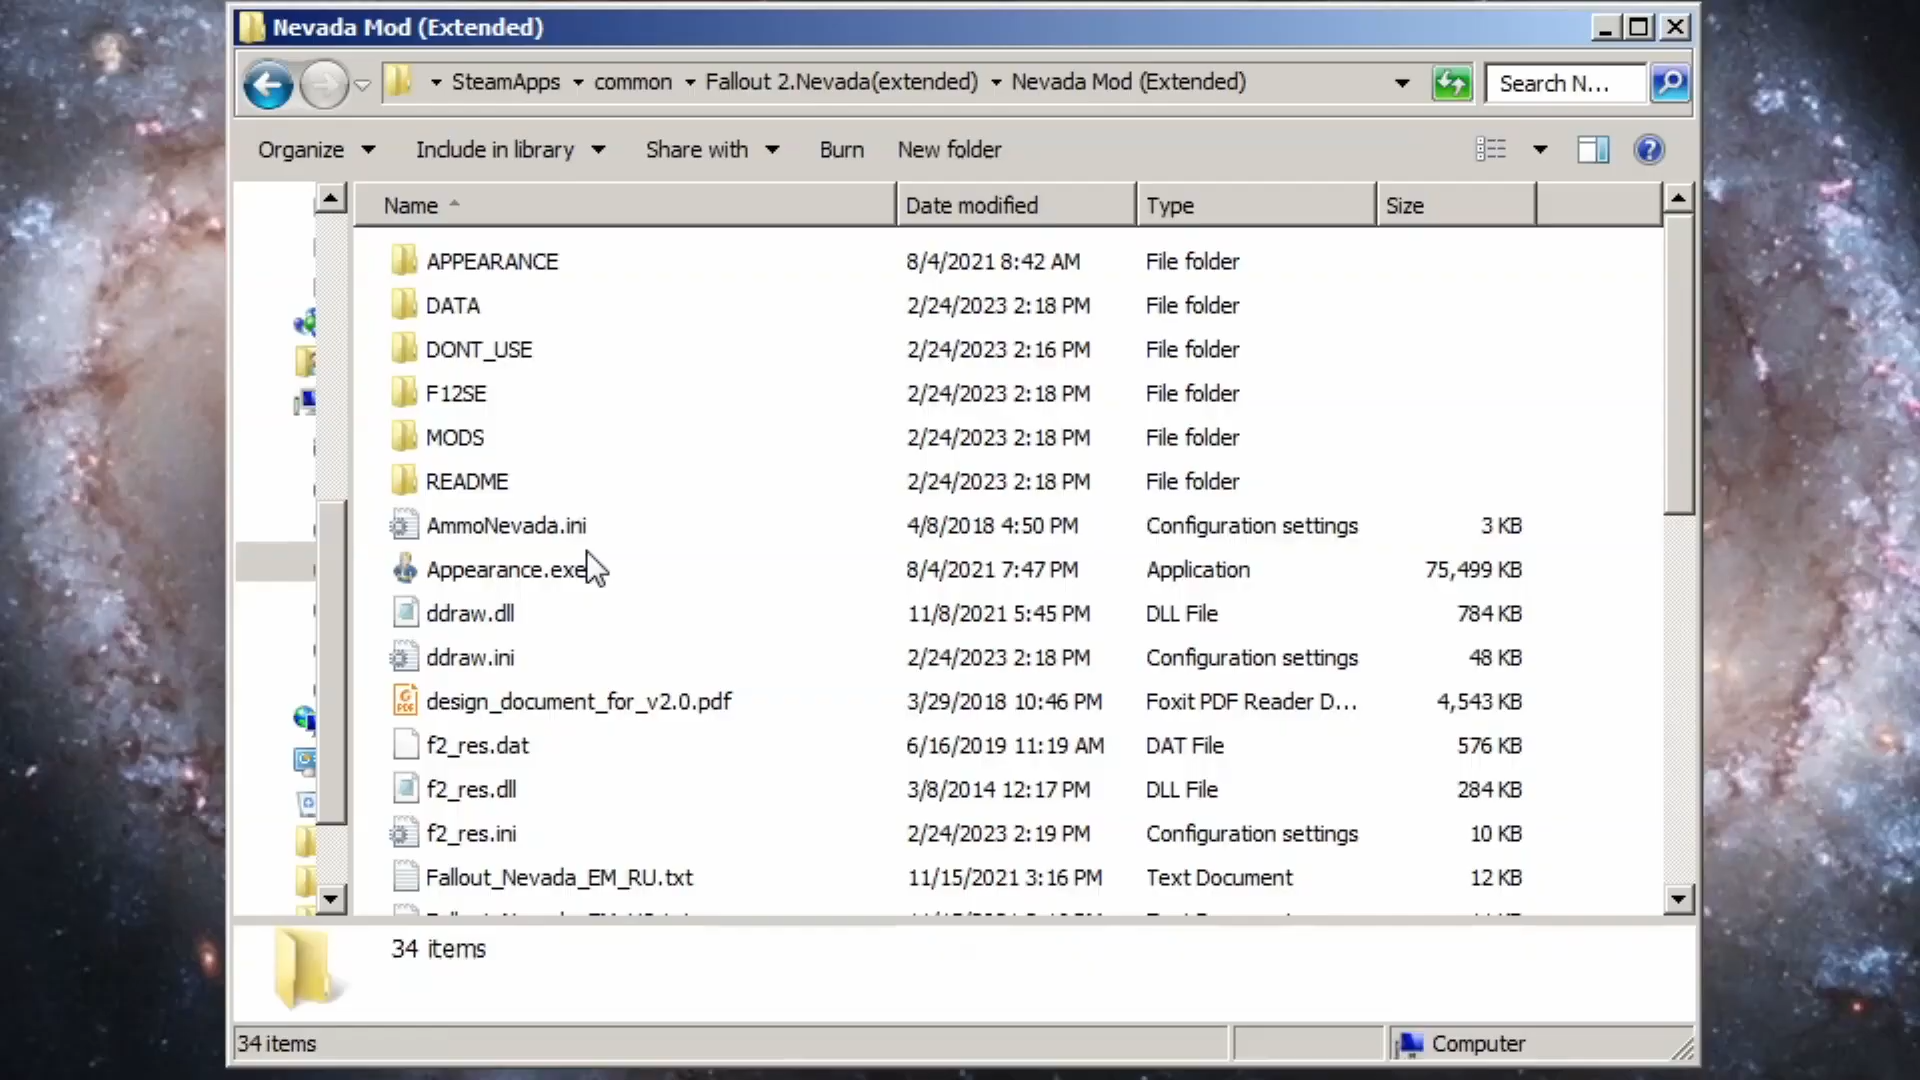 Nevada Mod (Extended)
SteamApps common Fallout 2.Nevada(extended) Nevada Mod (Extended) Search N...
Organize Include in library Share with Burn New folder
Name Date modified Type Size
APPEARANCE 8/4/2021 8:42 AM File folder
DATA 2/24/2023 2:18 PM File folder
DONT_USE 2/24/2023 2:16 PM File folder
F12SE 2/24/2023 2:18 PM File folder
MODS 2/24/2023 2:18 PM File folder
README 2/24/2023 2:18 PM File folder
AmmoNevada.ini 4/8/2018 4:50 PM Configuration settings 3 KB
Appearance.exe 8/4/2021 7:47 PM Application 75,499 KB
ddraw.dll 11/8/2021 5:45 PM DLL File 784 KB
ddraw.ini 2/24/2023 2:18 PM Configuration settings 48 KB
design_document_for_v2.0.pdf 3/29/2018 10:46 PM Foxit PDF Reader D... 4,543 KB
f2_res.dat 6/16/2019 11:19 AM DAT File 576 KB
f2_res.dll 3/8/2014 12:17 PM DLL File 284 KB
f2_res.ini 2/24/2023 2:19 PM Configuration settings 10 KB
Fallout_Nevada_EM_RU.txt 11/15/2021 3:16 PM Text Document 12 KB
34 items
34 items Computer